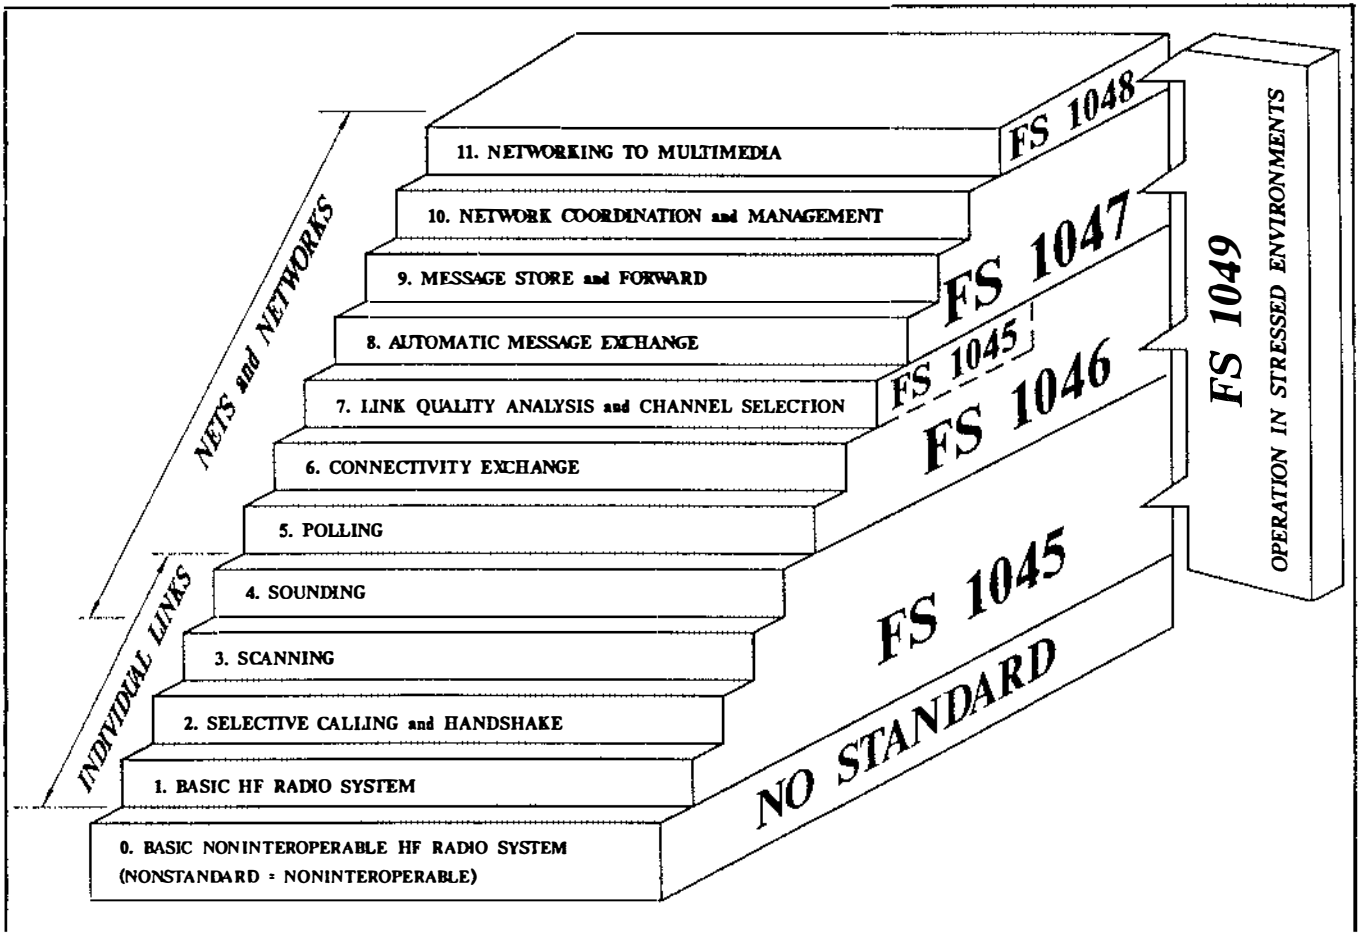 11. NETWORKING TO MULTIMEDIA
10. NETWORK COORDINATION and MANAGEMENT
9. MESSAGE STORE and FORWARD
8. AUTOMATIC MESSAGE EXCHANGE
7. LINK QUALITY ANALYSIS and CHANNEL SELECTION
6. CONNECTIVITY EXCHANGE
5. POLLING
4. SOUNDING
3. SCANNING
2. SELECTIVE CALLING and HANDSHAKE
1. BASIC HF RADIO SYSTEM
0. BASIC NONINTEROPERABLE HF RADIO SYSTEM
(NONSTANDARD = NONINTEROPERABLE)
NETS and NETWORKS
INDIVIDUAL LINKS
FS 1048
FS 1047
FS 1045
FS 1046
FS 1045
NO STANDARD
FS 1049
OPERATION IN STRESSED ENVIRONMENTS